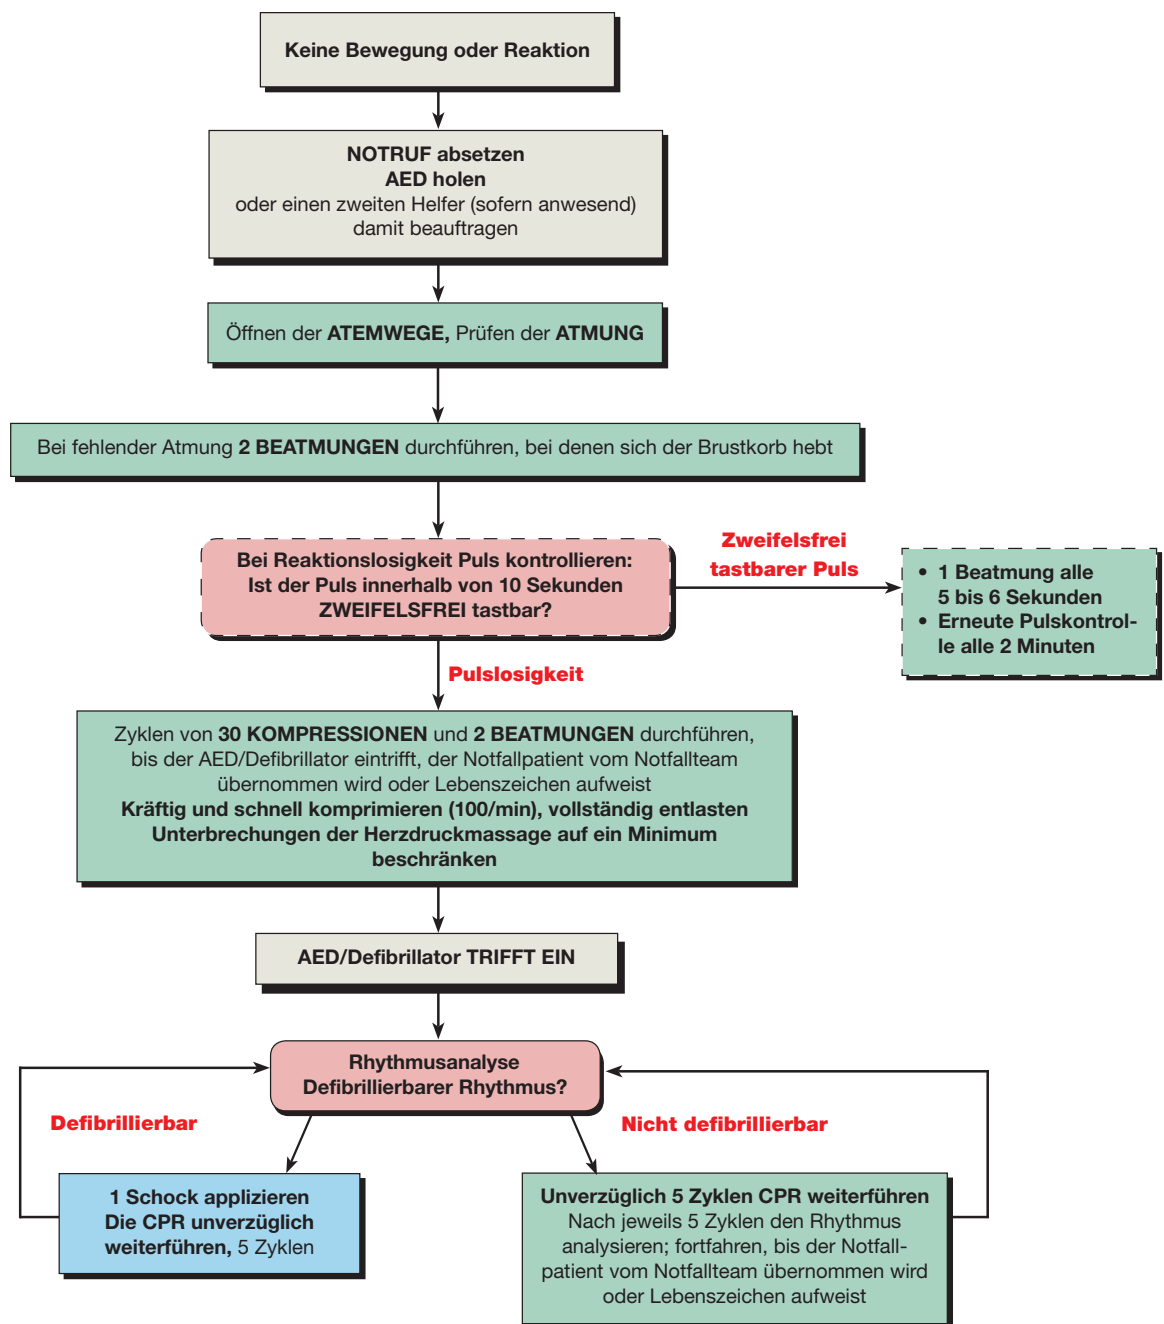 Keine Bewegung oder Reaktion
NOTRUF absetzen
AED holen
oder einen zweiten Helfer (sofern anwesend)
damit beauftragen
Öffnen der ATEMWEGE, Prüfen der ATMUNG
Bei fehlender Atmung 2 BEATMUNGEN durchführen, bei denen sich der Brustkorb hebt
Bei Reaktionslosigkeit Puls kontrollieren:
Ist der Puls innerhalb von 10 Sekunden
ZWEIFELSFREI tastbar?
Zweifelsfrei
tastbarer Puls
• 1 Beatmung alle
5 bis 6 Sekunden
• Erneute Pulskontrol-
le alle 2 Minuten
Pulslosigkeit
Zyklen von 30 KOMPRESSIONEN und 2 BEATMUNGEN durchführen,
bis der AED/Defibrillator eintrifft, der Notfallpatient vom Notfallteam
übernommen wird oder Lebenszeichen aufweist
Kräftig und schnell komprimieren (100/min), vollständig entlasten
Unterbrechungen der Herzdruckmassage auf ein Minimum
beschränken
AED/Defibrillator TRIFFT EIN
Rhythmusanalyse
Defibrillierbarer Rhythmus?
Defibrillierbar
Nicht defibrillierbar
1 Schock applizieren
Die CPR unverzüglich
weiterführen, 5 Zyklen
Unverzüglich 5 Zyklen CPR weiterführen
Nach jeweils 5 Zyklen den Rhythmus
analysieren; fortfahren, bis der Notfall-
patient vom Notfallteam übernommen wird
oder Lebenszeichen aufweist